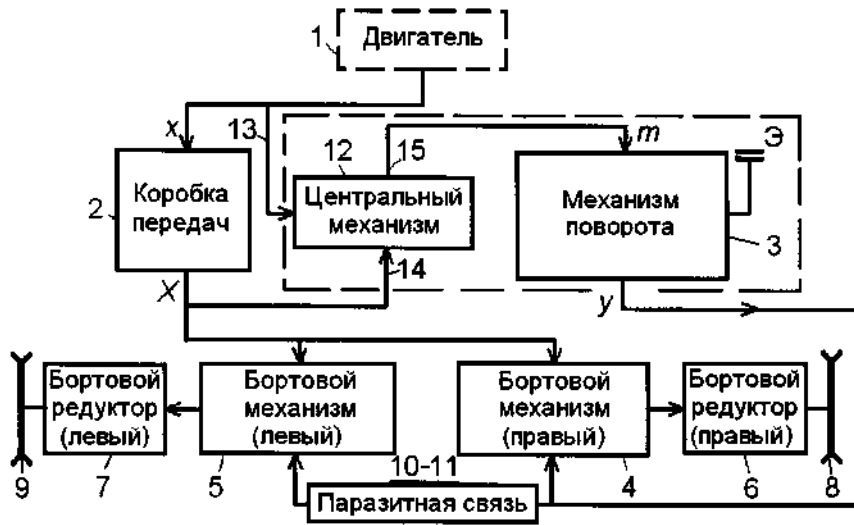 1
Двигатель
x
13
12
15
m
Э
2
Коробка
передач
Центральный
механизм
Механизм
поворота
3
14
X
y
Бортовой
редуктор
(левый)
Бортовой
механизм
(левый)
Бортовой
механизм
(правый)
Бортовой
редуктор
(правый)
10-11
9
7
5
Паразитная связь
4
6
8